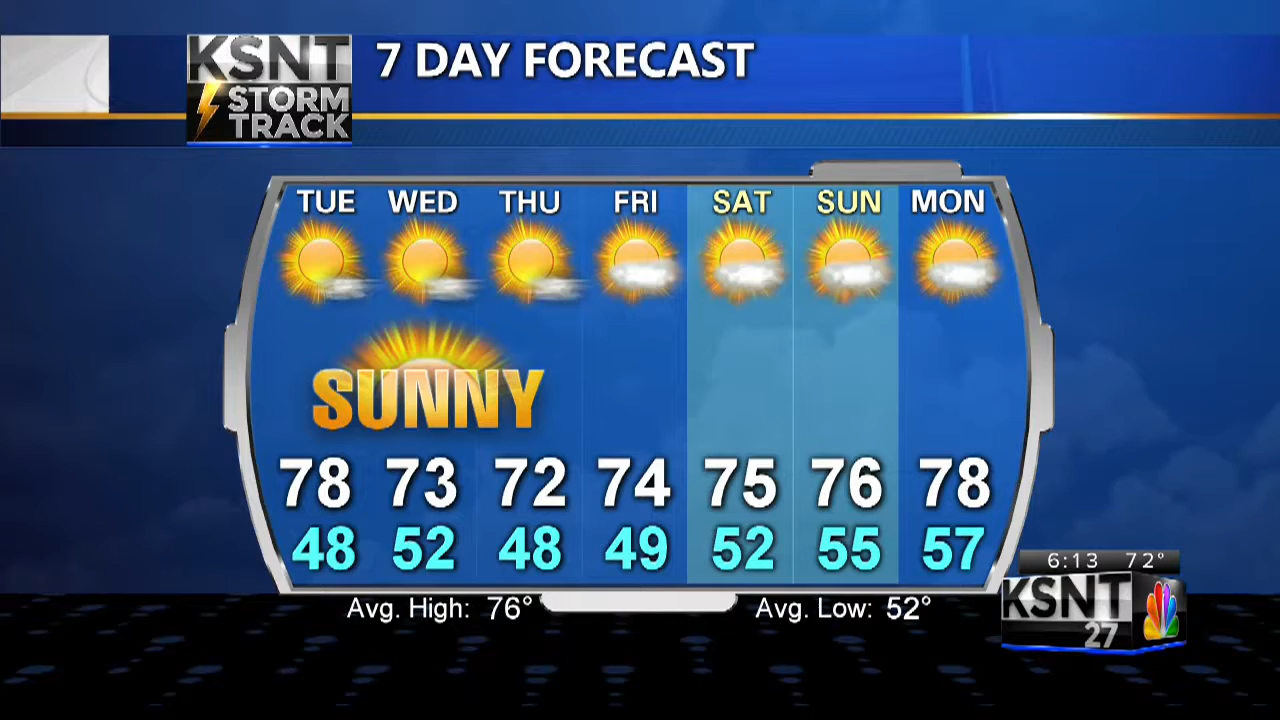 KSNT
STORM
TRACK
7 DAY FORECAST
TUE WED THU FRI SAT SUN MON
SUNNY
78 73 72 74 75 76 78
48 52 48 49 52 55 57
Avg. High: 76° Avg. Low: 52°
6:13 72°
KSNT
27